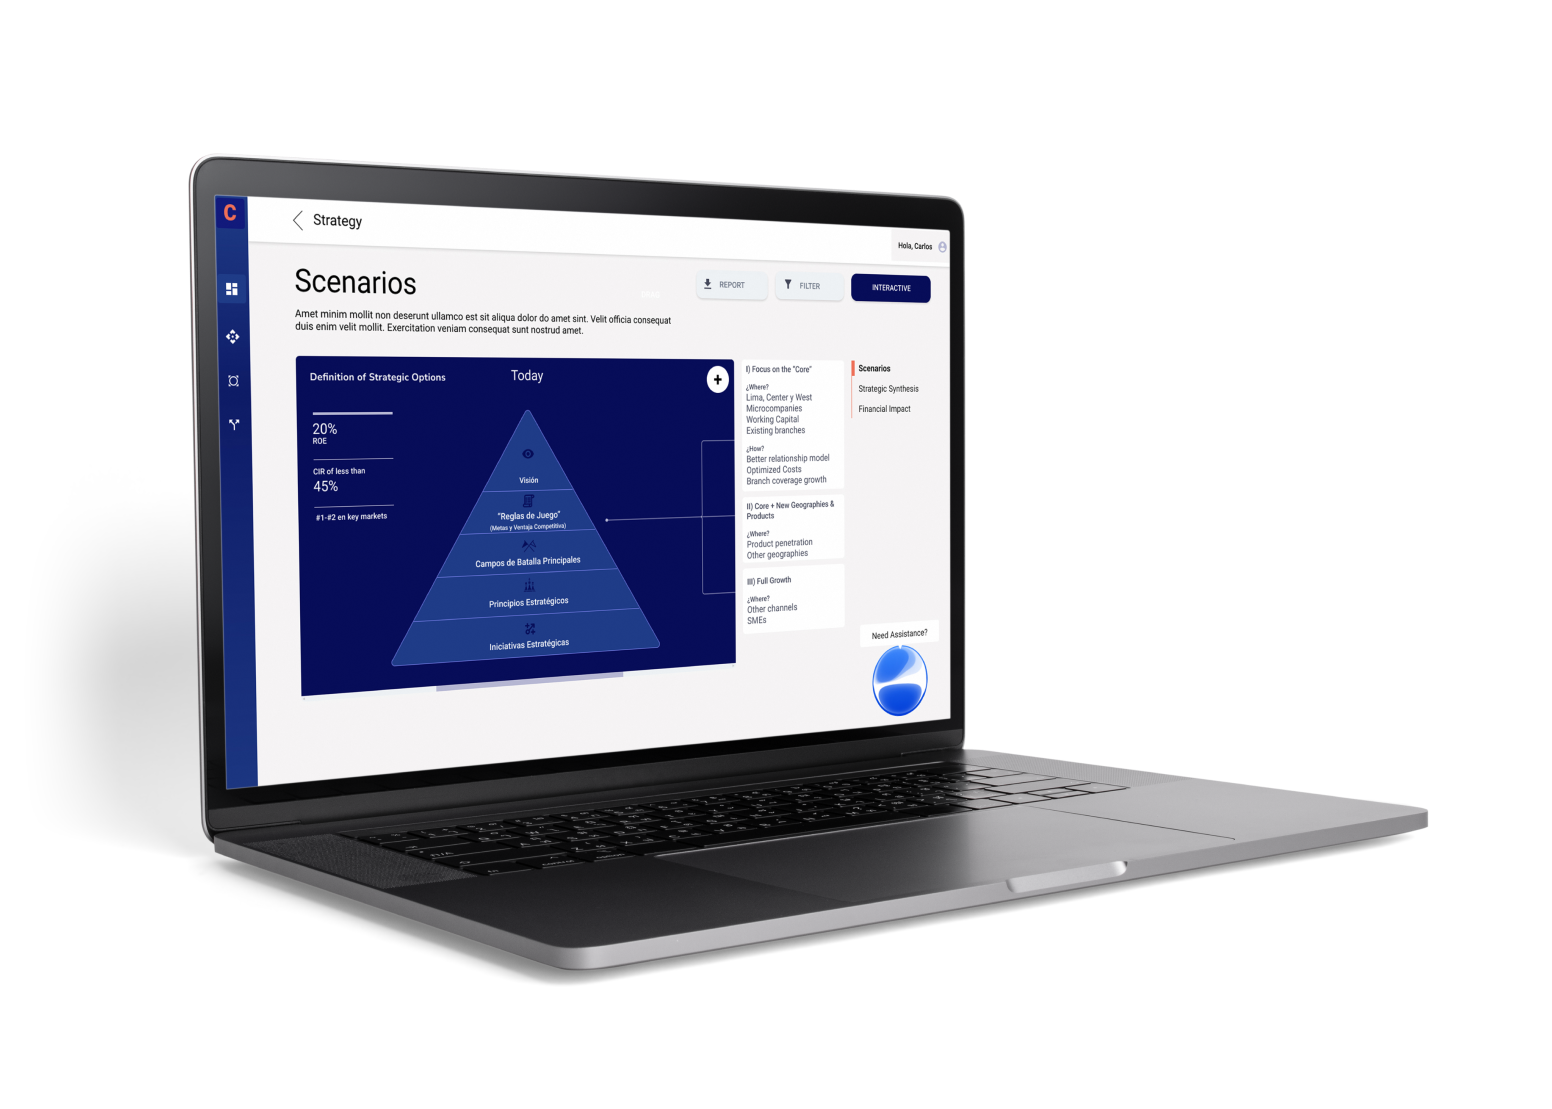 C
Strategy
Hola, Carlos
Scenarios
REPORT
FILTER
INTERACTIVE
Amet minim mollit non deserunt ullamco est sit aliqua dolor do amet sint. Velit officia consequat
duis enim velit mollit. Exercitation veniam consequat sunt nostrud amet.
Definition of Strategic Options
Today
+
20%
ROE
CIR of less than
45%
#1-#2 en key markets
Visión
“Reglas de Juego”
(Metas y Ventaja Competitiva)
Campos de Batalla Principales
Principios Estratégicos
Iniciativas Estratégicas
I) Focus on the “Core”
¿Where?
Lima, Center y West
Microcompanies
Working Capital
Existing branches
¿How?
Better relationship model
Optimized Costs
Branch coverage growth
II) Core + New Geographies &
Products
¿Where?
Product penetration
Other geographies
III) Full Growth
¿Where?
Other channels
SMEs
Scenarios
Strategic Synthesis
Financial Impact
Need Assistance?